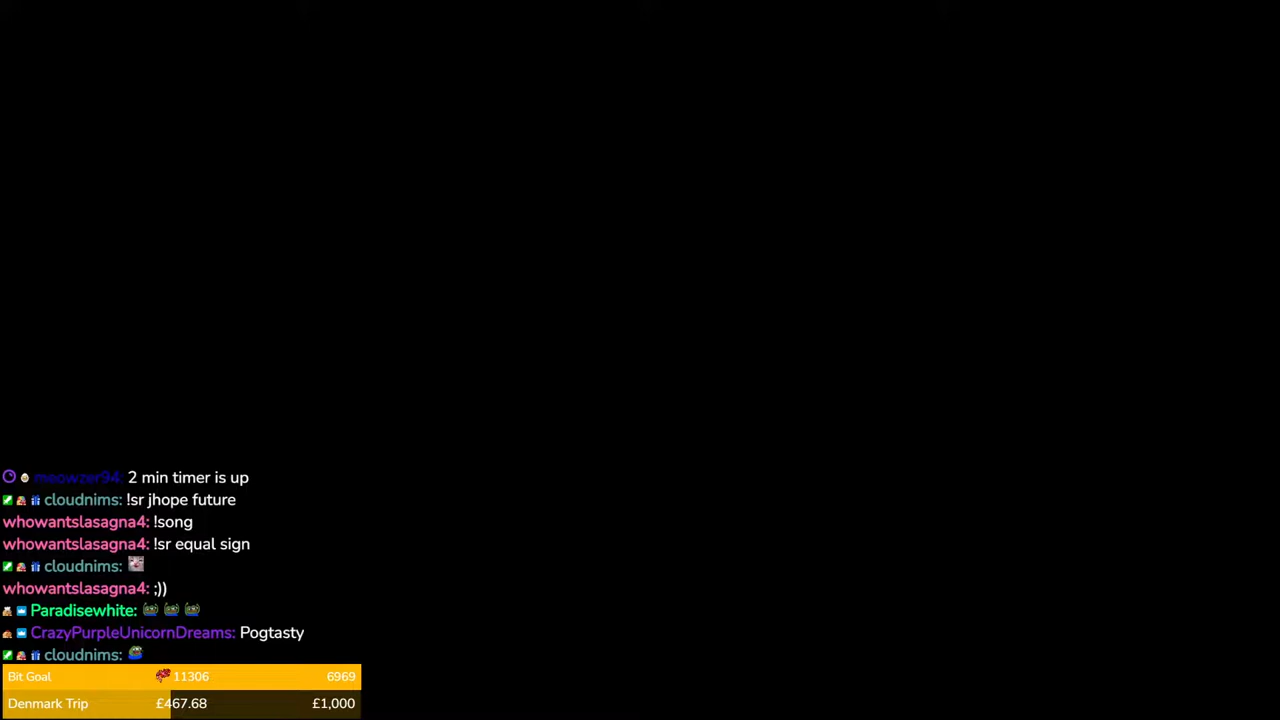 meowzer94: 2 min timer is up
cloudnims: !sr jhope future
whowantslasagna4: !song
whowantslasagna4: !sr equal sign
cloudnims:
whowantslasagna4: ;))
Paradisewhite:
CrazyPurpleUnicornDreams: Pogtasty
cloudnims:
Bit Goal 11306 6969
Denmark Trip £467.68 £1,000